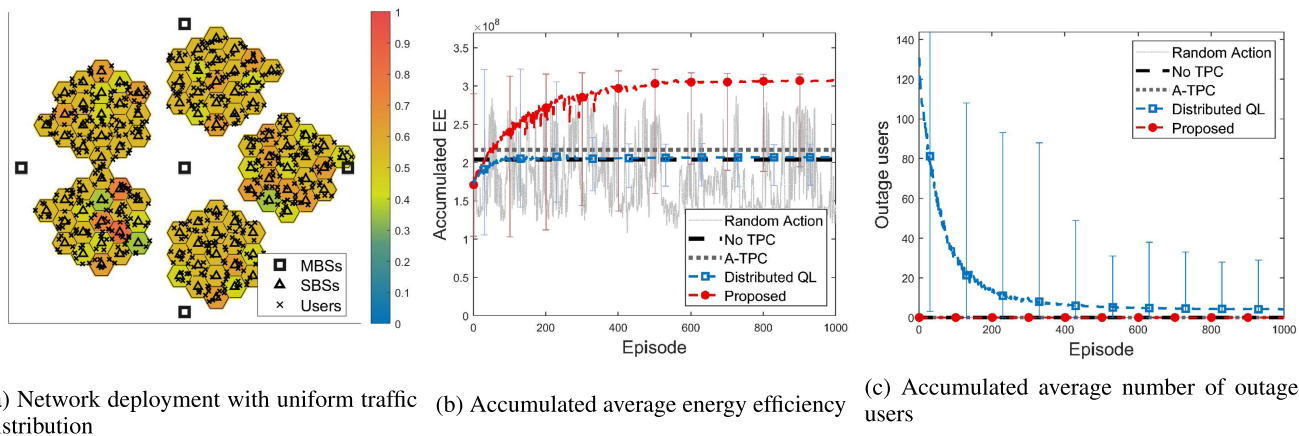 1
0.9
0.8
0.7
0.6
0.5
0.4
0.3
0.2
0.1
0
MBSs
SBSs
Users
×10⁸
3.5
3
2.5
2
1.5
1
0.5
0
0 200 400 600 800 1000
Accumulated EE
Episode
Random Action
No TPC
A-TPC
Distributed QL
Proposed
140
120
100
80
60
40
20
0
0 200 400 600 800 1000
Outage users
Episode
Random Action
No TPC
A-TPC
Distributed QL
Proposed
) Network deployment with uniform traffic
istribution
(b) Accumulated average energy efficiency
(c) Accumulated average number of outage
users